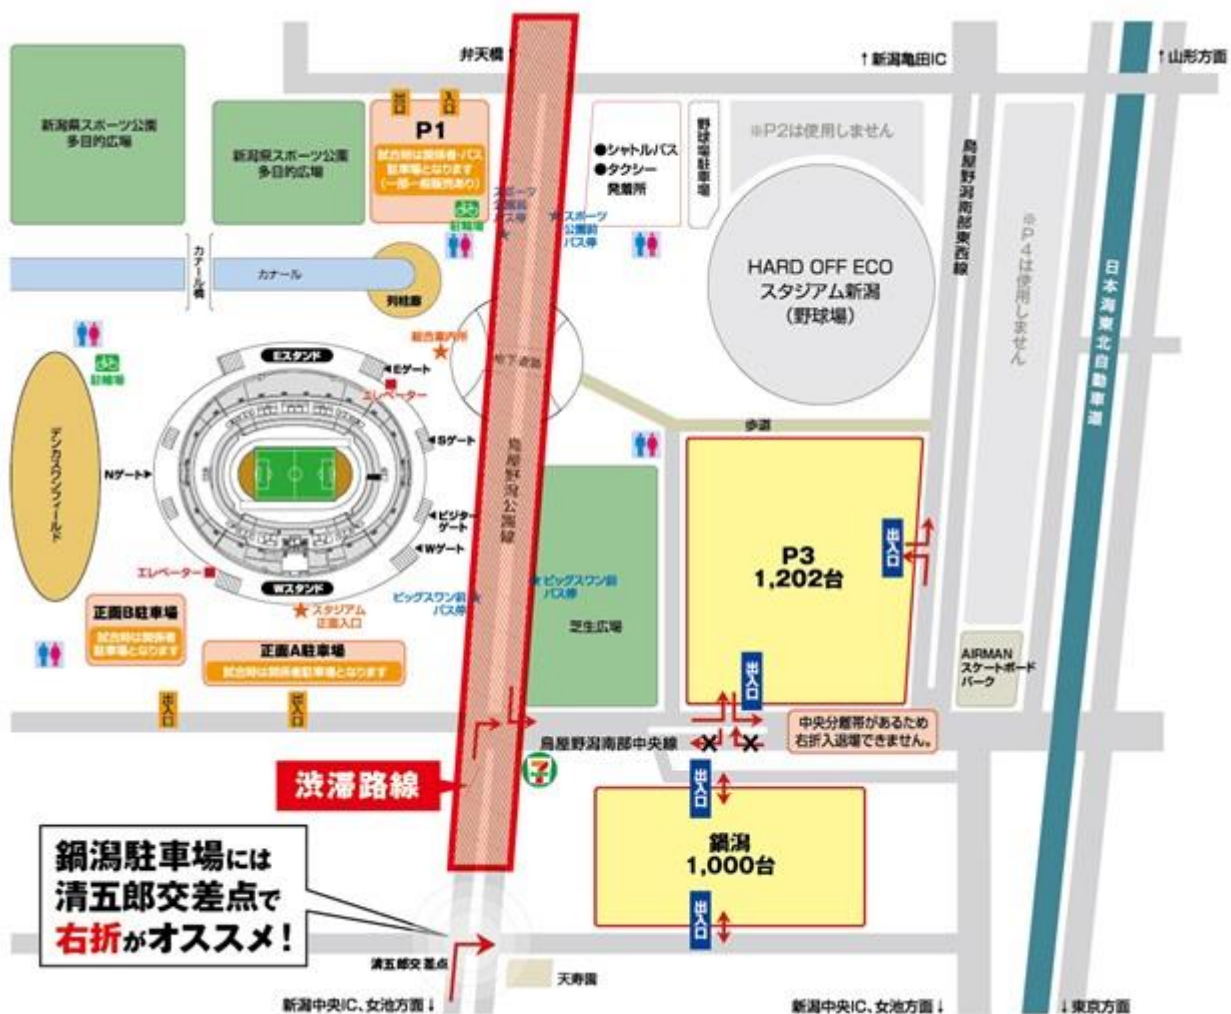 弁天橋↑
↑新潟亀田IC
↑山形方面
新潟県スポーツ公園
多目的広場
新潟県スポーツ公園
多目的広場
出口
入口
P1
試合時は関係者・バス
駐車場となります
(一部一般販売あり)
駐輪場
スポーツ
公園前
バス停
スポーツ
公園前
バス停
●シャトルバス
●タクシー
発着所
野球場駐車場
※P2は使用しません
HARD OFF ECO
スタジアム新潟
(野球場)
鳥屋野潟南部東西線
※P4は使用しません
日本海東北自動車道
カナール橋
カナール
列柱廊
総合案内所
地下通路
駐輪場
デンカスワンフィールド
Eスタンド
◀Eゲート
エレベーター
◀Sゲート
Nゲート▶
◀ビジター
ゲート
◀Wゲート
エレベーター
Wスタンド
スタジアム
正面入口
鳥屋野潟公園線
ビッグスワン前
バス停
ビッグスワン前
バス停
芝生広場
歩道
P3
1,202台
出入口
出入口
AIRMAN
スケートボード
パーク
正面B駐車場
試合時は関係者
駐車場となります
正面A駐車場
試合時は関係者駐車場となります
出入口
出入口
中央分離帯があるため
右折入退場できません。
鳥屋野潟南部中央線
7
渋滞路線
出入口
鍋潟
1,000台
出入口
鍋潟駐車場には
清五郎交差点で
右折がオススメ!
清五郎交差点
天寿園
新潟中央IC、女池方面↓
新潟中央IC、女池方面↓
↓東京方面